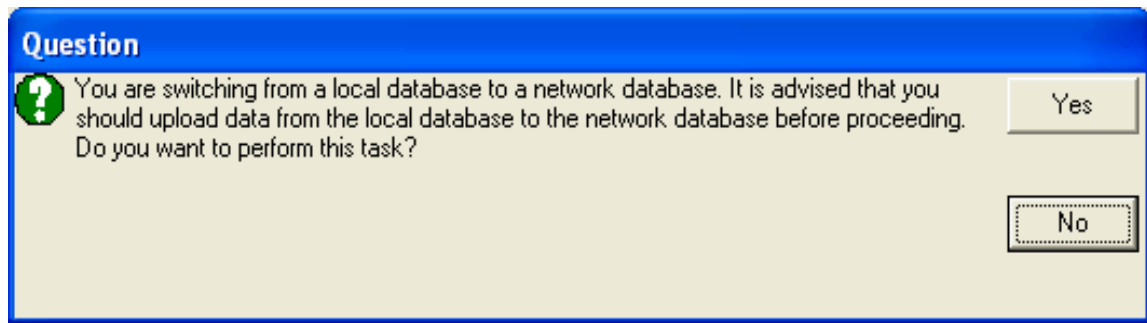 Question
You are switching from a local database to a network database. It is advised that you
should upload data from the local database to the network database before proceeding.
Do you want to perform this task?
Yes
No